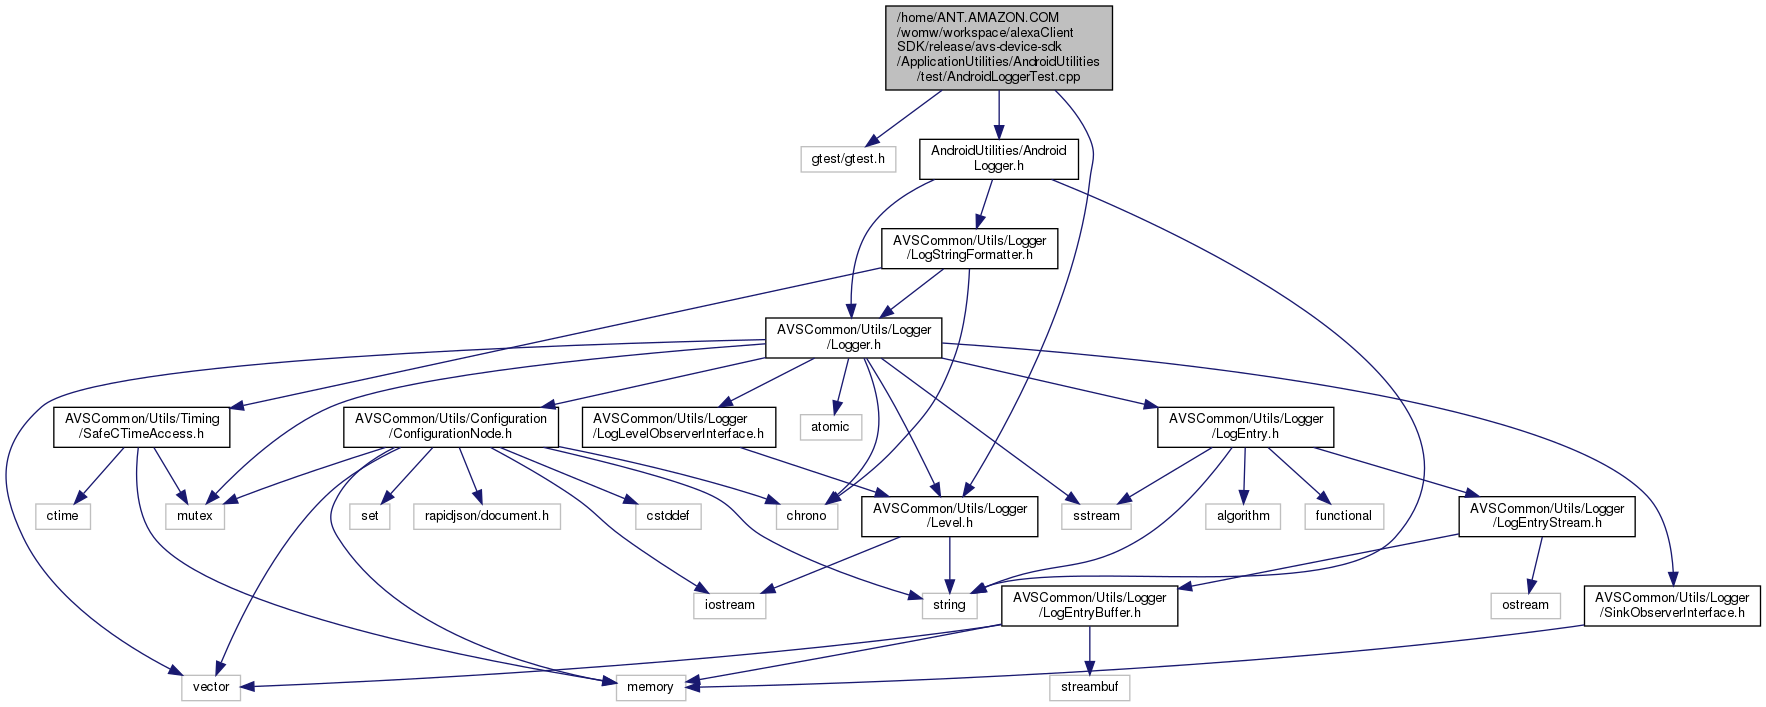 /home/ANT.AMAZON.COM
/womw/workspace/alexaClient
SDK/release/avs-device-sdk
/ApplicationUtilities/AndroidUtilities
/test/AndroidLoggerTest.cpp
gtest/gtest.h
AndroidUtilities/Android
Logger.h
AVSCommon/Utils/Logger
/LogStringFormatter.h
AVSCommon/Utils/Logger
/Logger.h
AVSCommon/Utils/Timing
/SafeCTimeAccess.h
AVSCommon/Utils/Configuration
/ConfigurationNode.h
AVSCommon/Utils/Logger
/LogLevelObserverInterface.h
atomic
AVSCommon/Utils/Logger
/LogEntry.h
ctime
mutex
set
rapidjson/document.h
cstddef
chrono
AVSCommon/Utils/Logger
/Level.h
sstream
algorithm
functional
AVSCommon/Utils/Logger
/LogEntryStream.h
iostream
string
AVSCommon/Utils/Logger
/LogEntryBuffer.h
ostream
AVSCommon/Utils/Logger
/SinkObserverInterface.h
vector
memory
streambuf